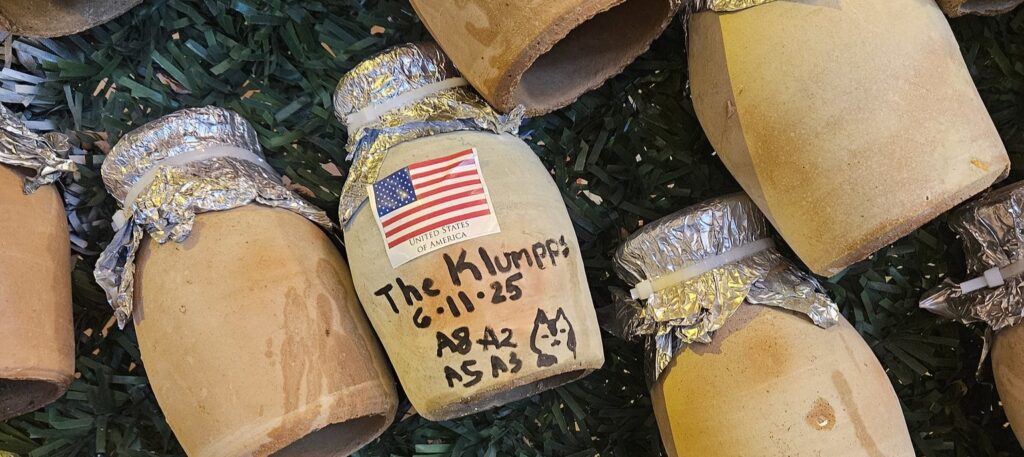 UNITED STATES
OF AMERICA
The Klumpps
6·11·25
A8 A2
A5 A3